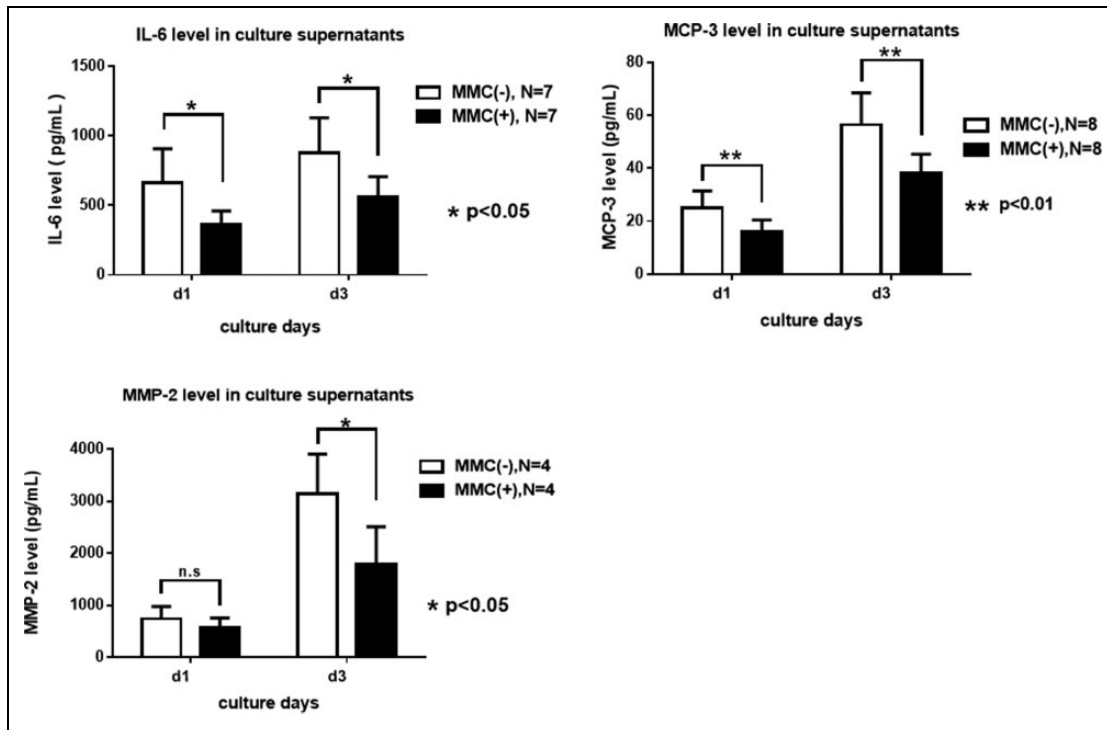 IL-6 level in culture supernatants
IL-6 level ( pg/mL )
1500
1000
500
0
*
*
d1
d3
culture days
MMC(-), N=7
MMC(+), N=7
* p<0.05
MCP-3 level in culture supernatants
MCP-3 level (pg/mL)
80
60
40
20
0
**
**
d1
d3
culture days
MMC(-),N=8
MMC(+),N=8
** p<0.01
MMP-2 level in culture supernatants
MMP-2 level (pg/mL)
4000
3000
2000
1000
0
n.s
*
d1
d3
culture days
MMC(-),N=4
MMC(+),N=4
* p<0.05